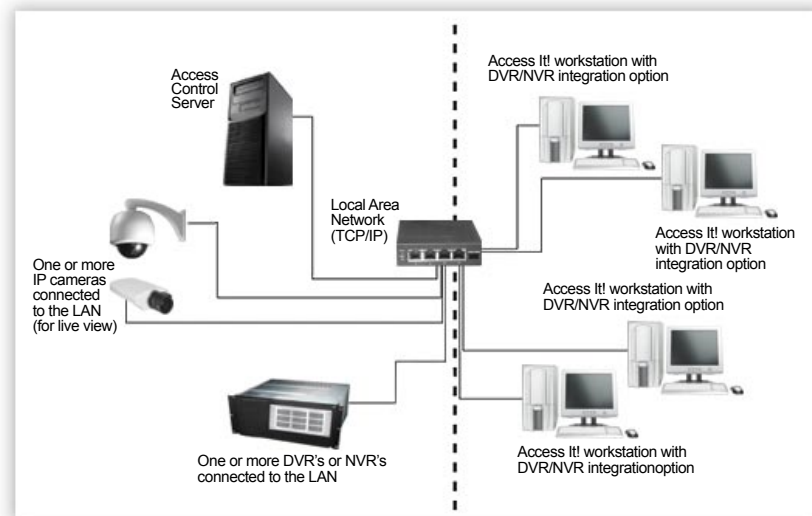 Access
Control
Server
Access It! workstation with
DVR/NVR integration option
Local Area
Network
(TCP/IP)
Access It! workstation
with DVR/NVR
integration option
One or more
IP cameras
connected
to the LAN
(for live view)
Access It! workstation with
DVR/NVR integration option
One or more DVR's or NVR's
connected to the LAN
Access It! workstation with
DVR/NVR integrationoption